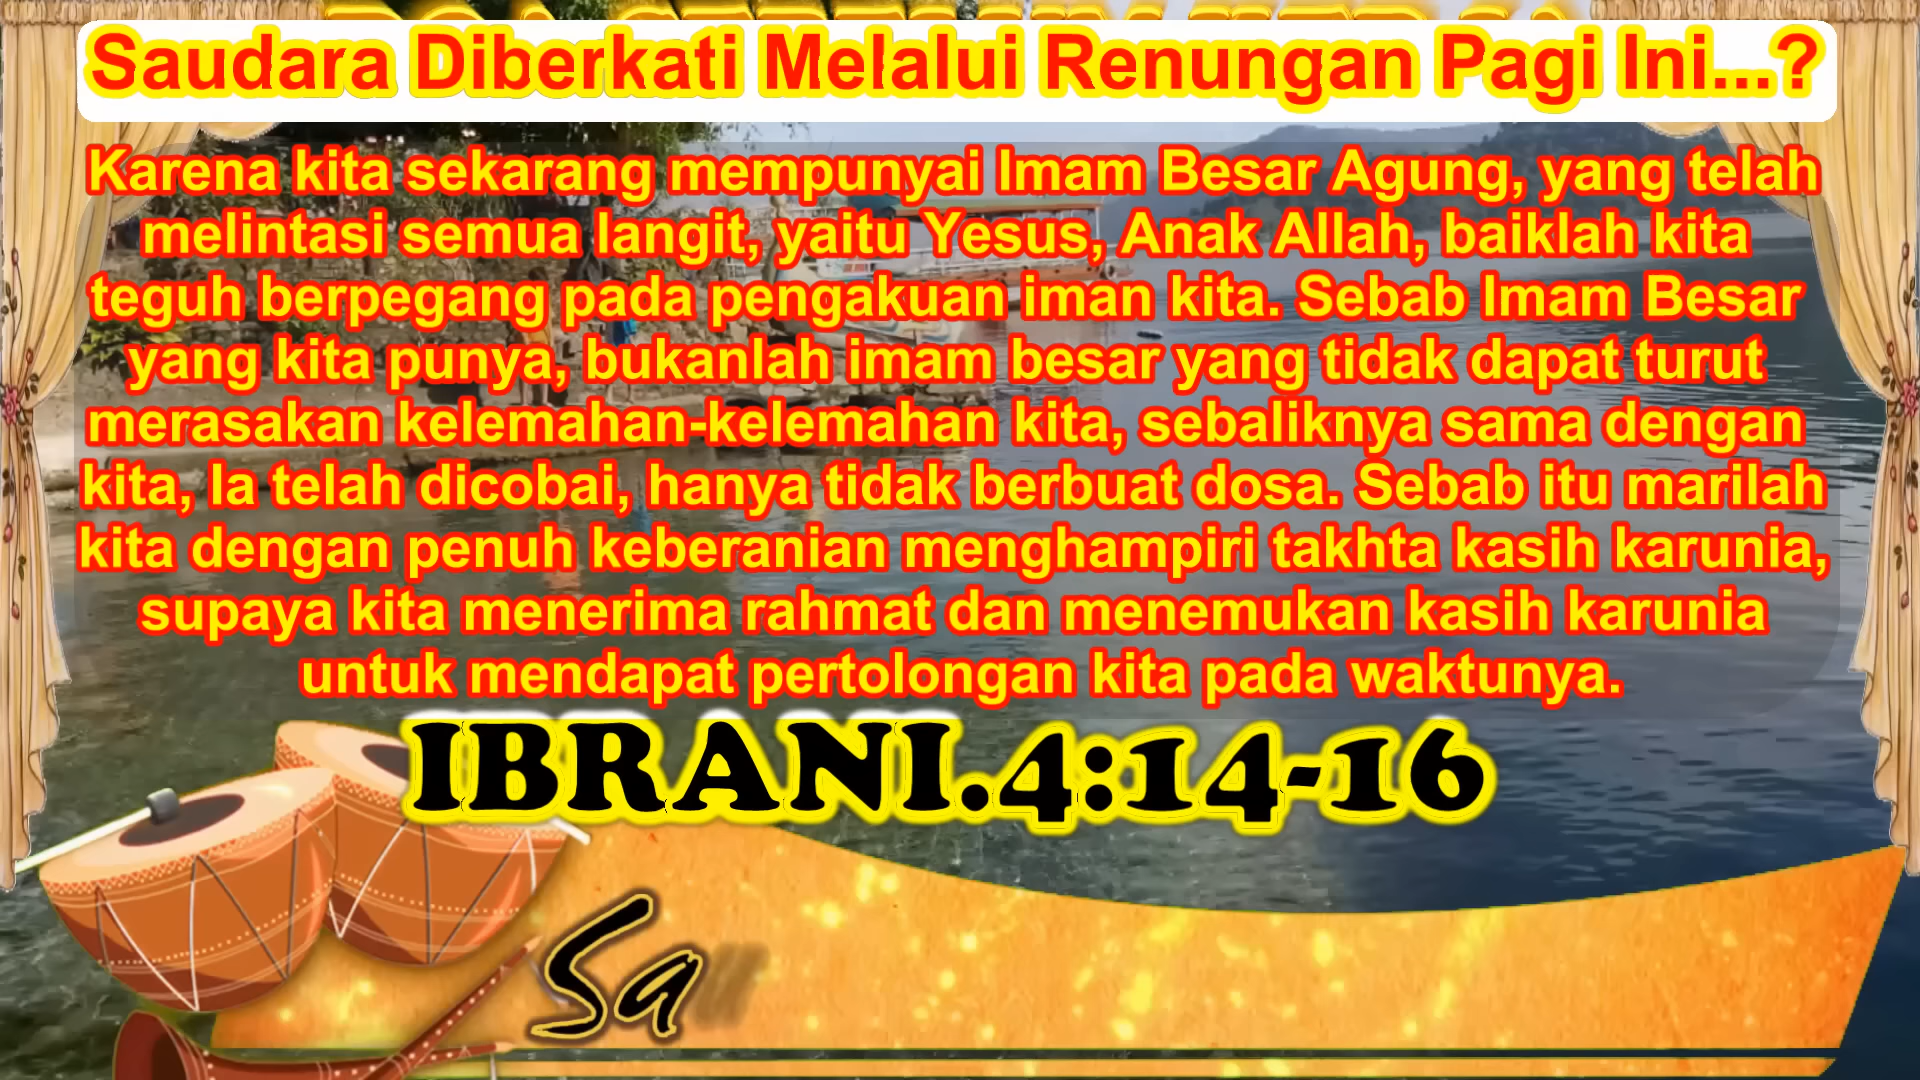 Saudara Diberkati Melalui Renungan Pagi Ini...?
Karena kita sekarang mempunyai Imam Besar Agung, yang telah
melintasi semua langit, yaitu Yesus, Anak Allah, baiklah kita
teguh berpegang pada pengakuan iman kita. Sebab Imam Besar
yang kita punya, bukanlah imam besar yang tidak dapat turut
merasakan kelemahan-kelemahan kita, sebaliknya sama dengan
kita, Ia telah dicobai, hanya tidak berbuat dosa. Sebab itu marilah
kita dengan penuh keberanian menghampiri takhta kasih karunia,
supaya kita menerima rahmat dan menemukan kasih karunia
untuk mendapat pertolongan kita pada waktunya.
IBRANI.4:14-16
Sa